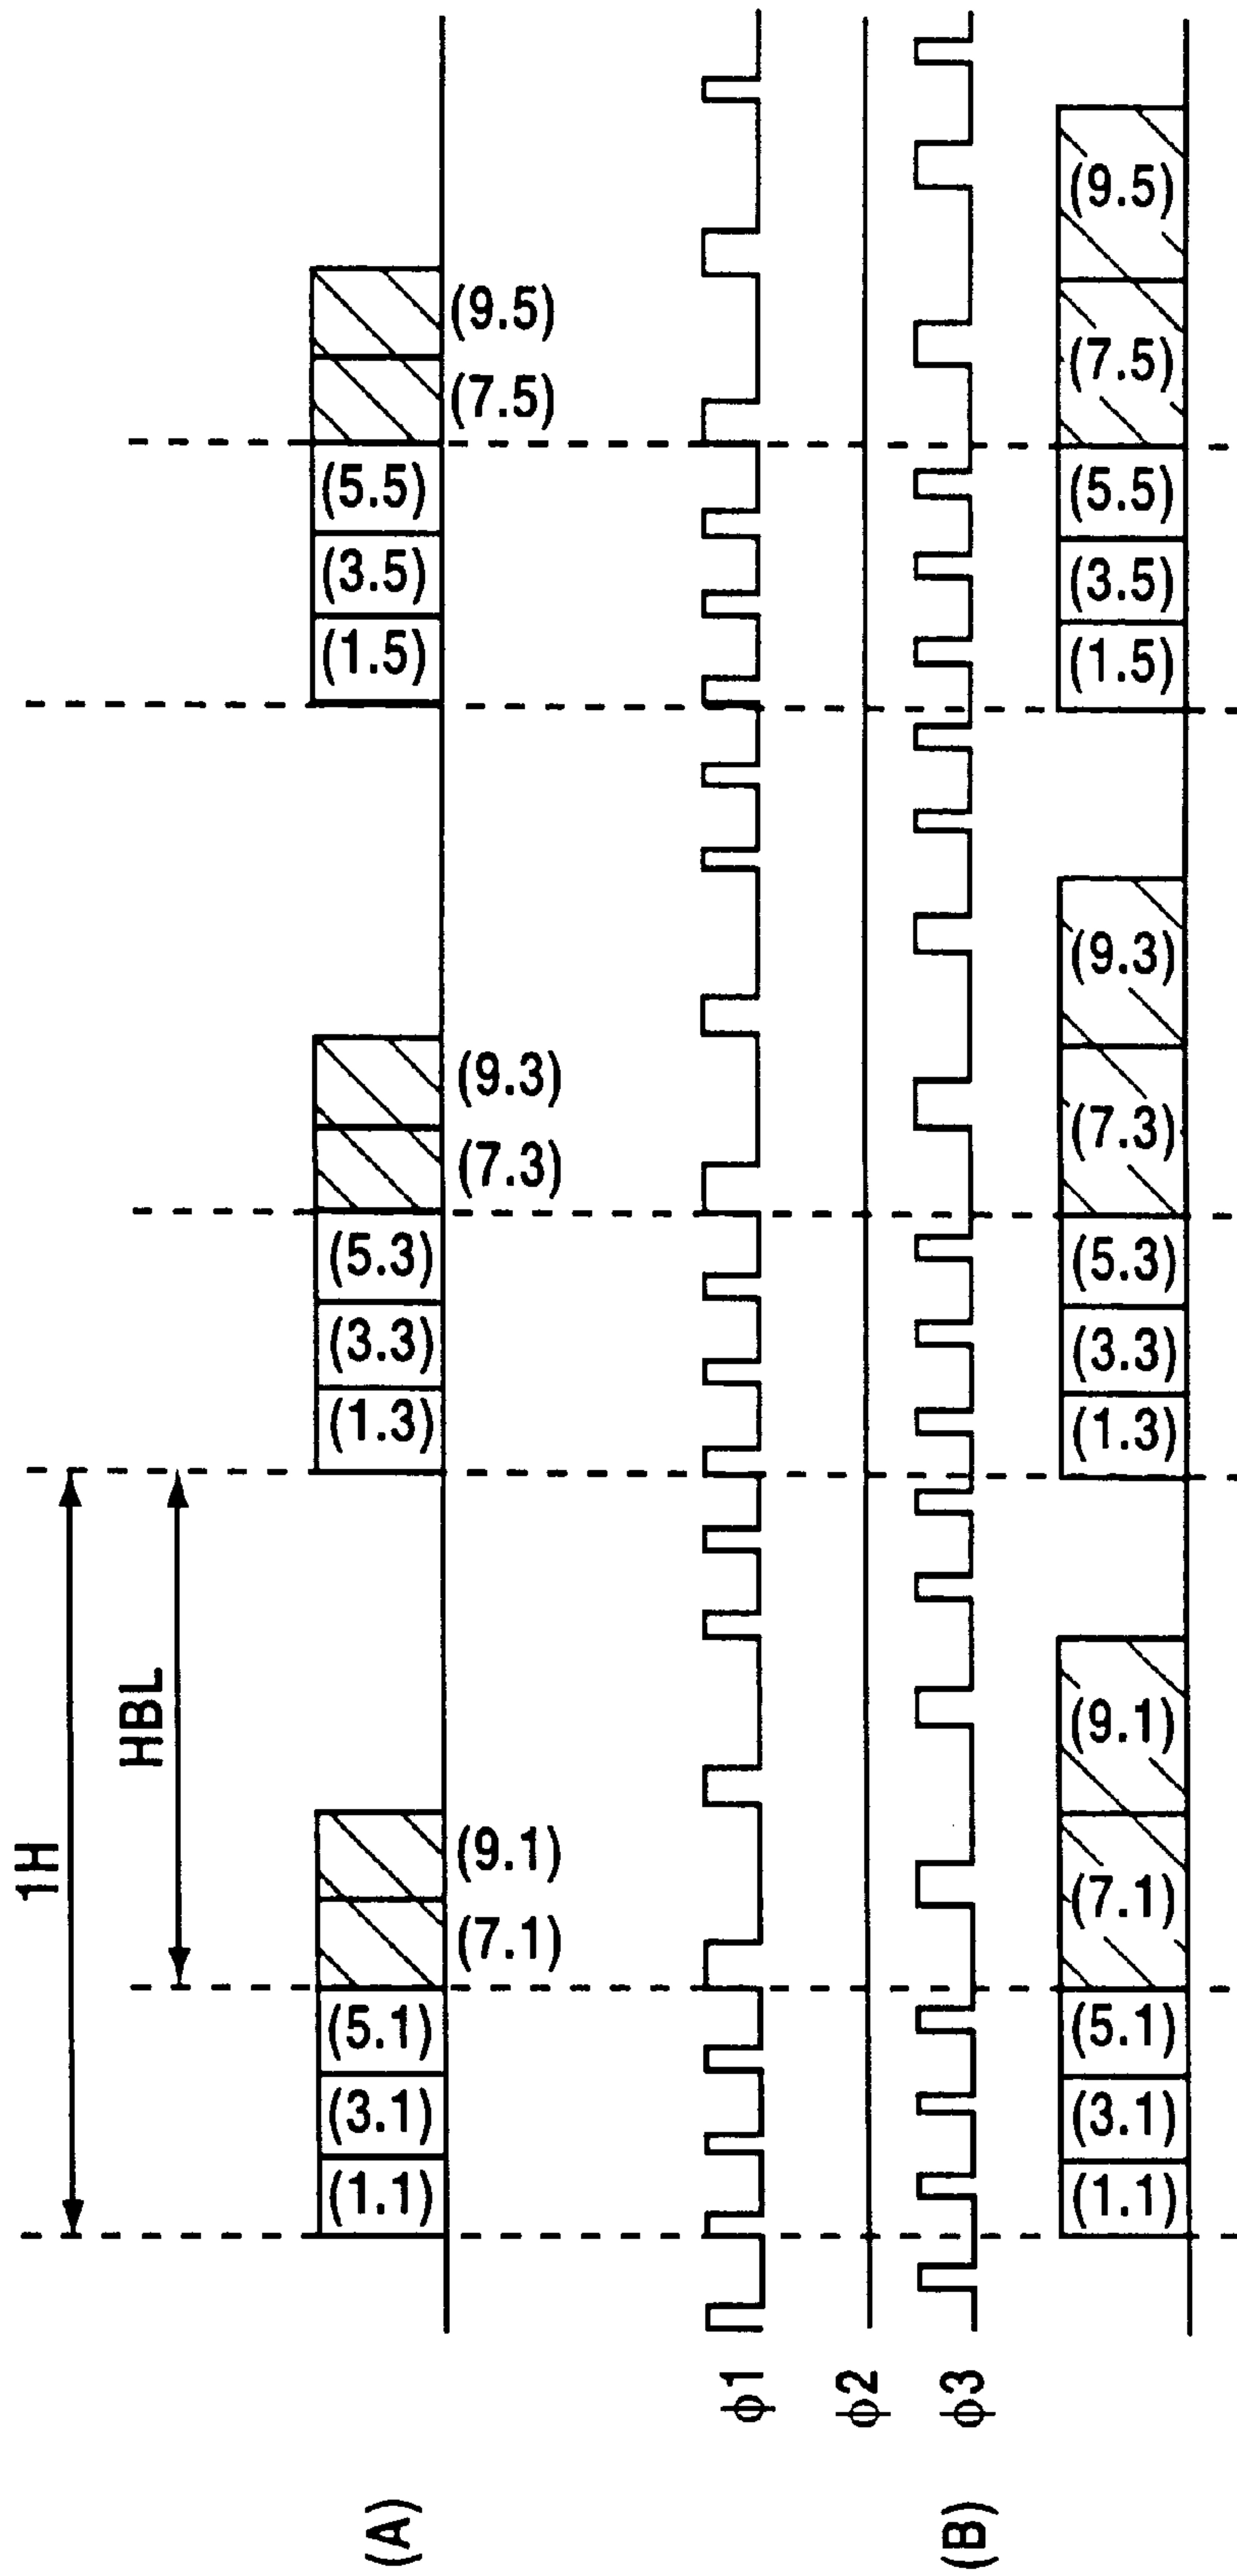 1H
HBL
(A)
(1.1) (3.1) (5.1) (1.3) (3.3) (5.3) (1.5) (3.5) (5.5)
(7.1) (9.1) (7.3) (9.3) (7.5) (9.5)
ϕ1
ϕ2
ϕ3
(B)
(1.1) (3.1) (5.1) (7.1) (9.1) (1.3) (3.3) (5.3) (7.3) (9.3) (1.5) (3.5) (5.5) (7.5) (9.5)